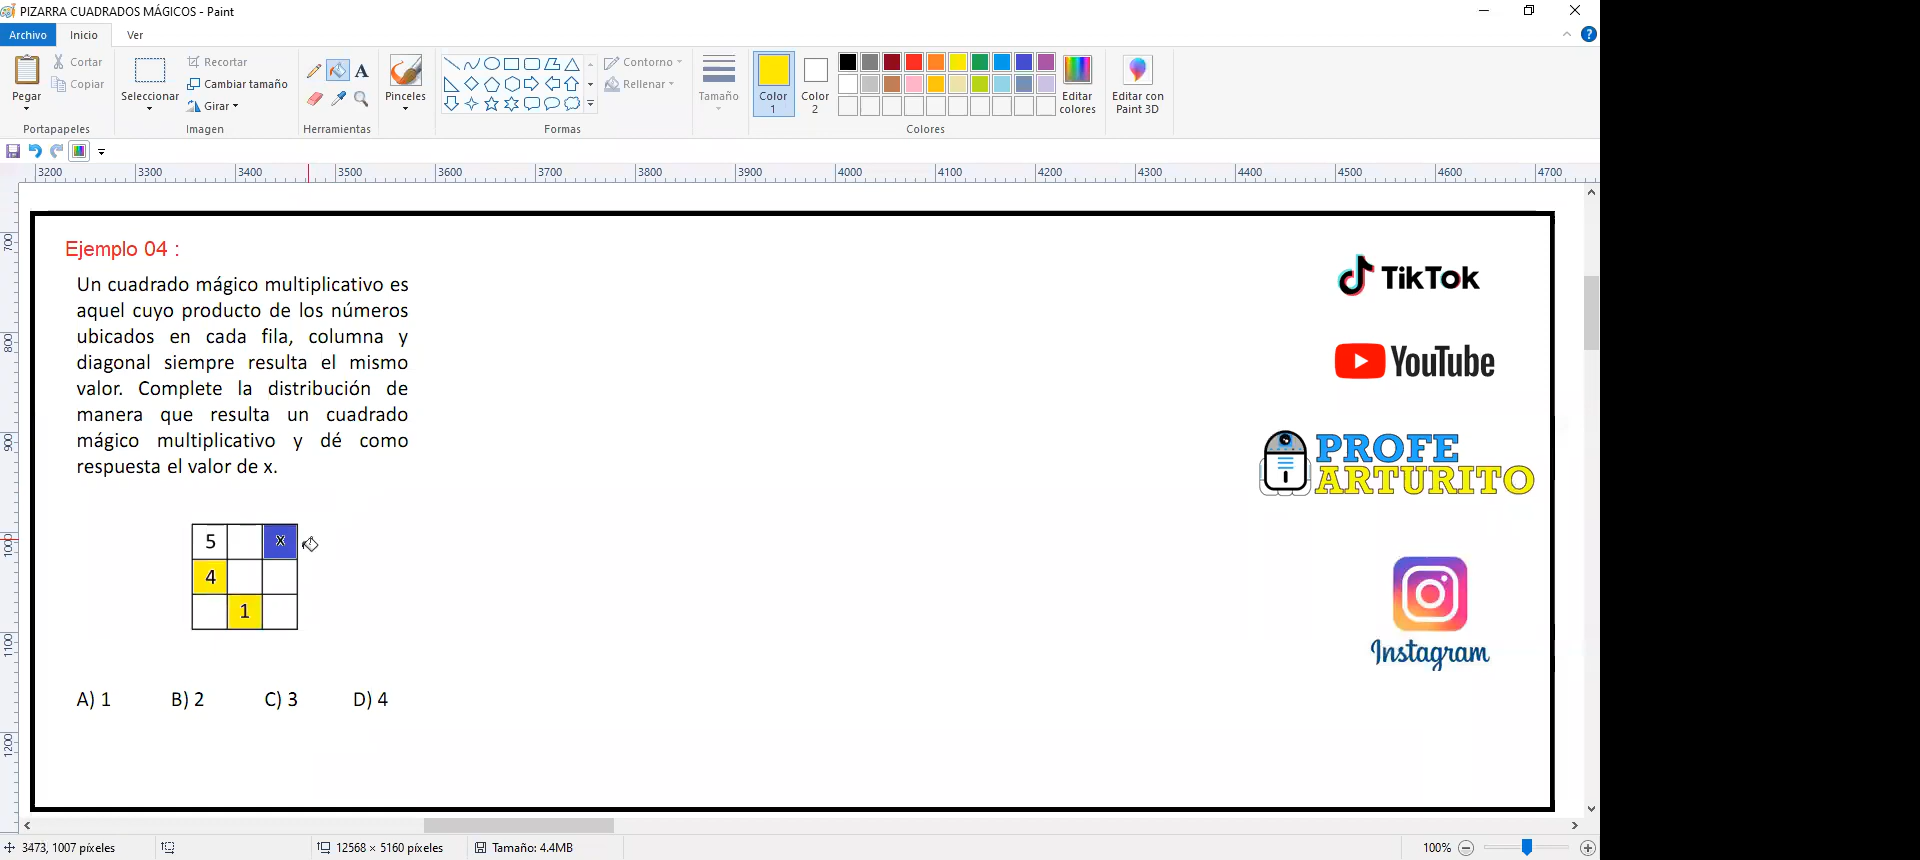 PIZARRA CUADRADOS MÁGICOS - Paint
Archivo Inicio Ver
Pegar
Cortar
Copiar
Portapapeles
Seleccionar
Recortar
Cambiar tamaño
Girar
Imagen
A
Herramientas
Pinceles
Contorno
Rellenar
Formas
Tamaño
Color
1
Color
2
Editar
colores
Colores
Editar con
Paint 3D
3200 3300 3400 3500 3600 3700 3800 3900 4000 4100 4200 4300 4400 4500 4600 4700
700
800
900
1000
1100
1200
Ejemplo 04 :
Un cuadrado mágico multiplicativo es
aquel cuyo producto de los números
ubicados en cada fila, columna y
diagonal siempre resulta el mismo
valor. Complete la distribución de
manera que resulta un cuadrado
mágico multiplicativo y dé como
respuesta el valor de x.
5 x
4
1
A) 1 B) 2 C) 3 D) 4
TikTok
YouTube
PROFE
ARTURITO
Instagram
3473, 1007 píxeles 12568 × 5160 píxeles Tamaño: 4.4MB 100%